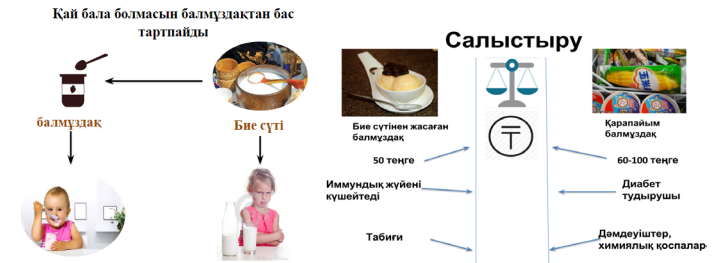 Қай бала болмасын балмұздақтан бас
тартпайды
балмұздақ
Бие сүті
Салыстыру
Бие сүтінен жасаған
балмұздақ
Қарапайым
балмұздақ
50 теңге
60-100 теңге
Иммундық жүйені
күшейтеді
Диабет
тудырушы
Табиғи
Дәмдеуіштер,
химиялық қоспалар